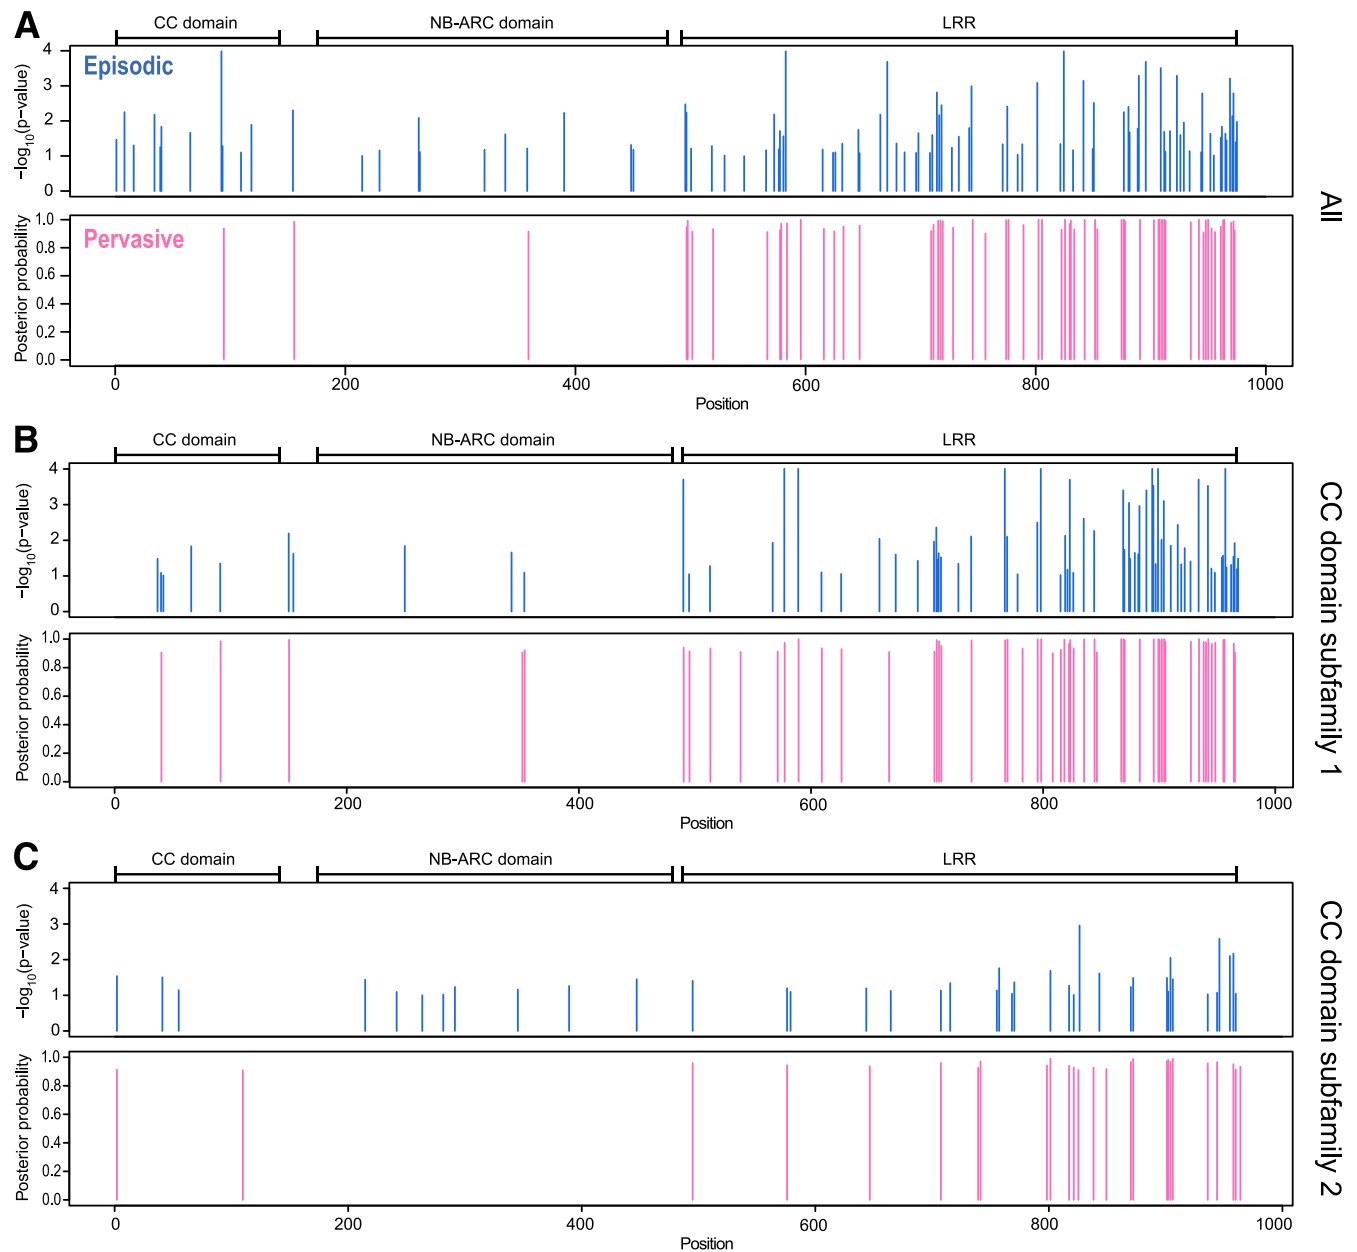 A
CC domain NB-ARC domain LRR
Episodic
−log10(p−value)
4
3
2
1
0
Pervasive
Posterior probability
1.0
0.8
0.6
0.4
0.2
0.0
0 200 400 600 800 1000
Position
All
B
CC domain NB-ARC domain LRR
−log10(p−value)
4
3
2
1
0
Posterior probability
1.0
0.8
0.6
0.4
0.2
0.0
0 200 400 600 800 1000
Position
CC domain subfamily 1
C
CC domain NB-ARC domain LRR
−log10(p−value)
4
3
2
1
0
Posterior probability
1.0
0.8
0.6
0.4
0.2
0.0
0 200 400 600 800 1000
Position
CC domain subfamily 2